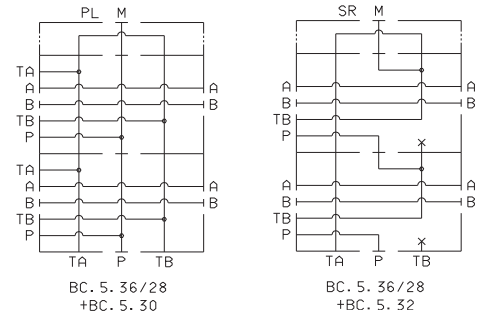 PL M
TA
A A
B B
TB
P
TA
A A
B B
TB
P
TA P TB
BC.5.36/28
+BC.5.30
SR M
A A
B B
TB
P
A A
B B
TB
P
TA P TB
BC.5.36/28
+BC.5.32